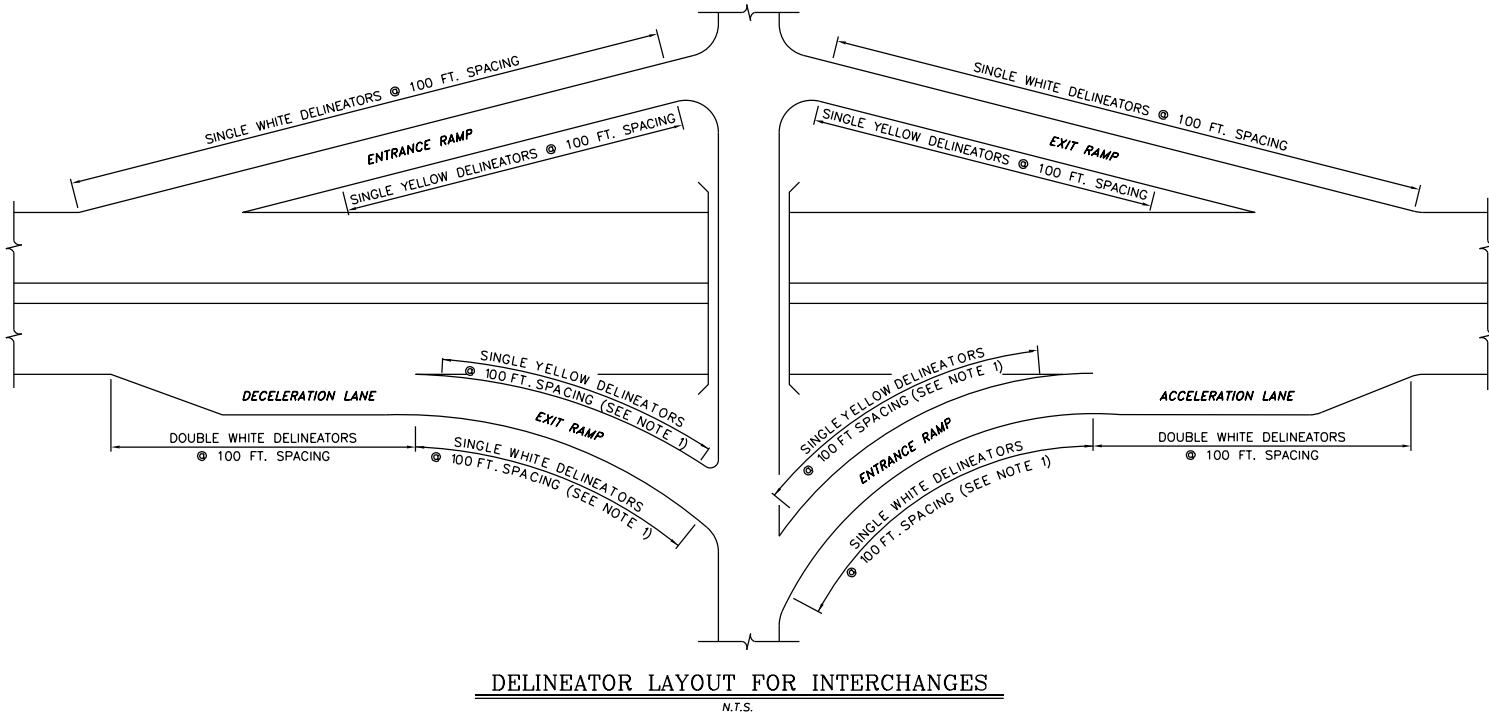 SINGLE WHITE DELINEATORS @ 100 FT. SPACING
ENTRANCE RAMP
SINGLE YELLOW DELINEATORS @ 100 FT. SPACING
SINGLE WHITE DELINEATORS @ 100 FT. SPACING
EXIT RAMP
SINGLE YELLOW DELINEATORS @ 100 FT. SPACING
DECELERATION LANE
DOUBLE WHITE DELINEATORS
@ 100 FT. SPACING
SINGLE YELLOW DELINEATORS
@ 100 FT. SPACING (SEE NOTE 1)
EXIT RAMP
SINGLE WHITE DELINEATORS
@ 100 FT. SPACING (SEE NOTE 1)
SINGLE YELLOW DELINEATORS
@ 100 FT SPACING (SEE NOTE 1)
ENTRANCE RAMP
SINGLE WHITE DELINEATORS
@ 100 FT. SPACING (SEE NOTE 1)
ACCELERATION LANE
DOUBLE WHITE DELINEATORS
@ 100 FT. SPACING
DELINEATOR LAYOUT FOR INTERCHANGES
N.T.S.